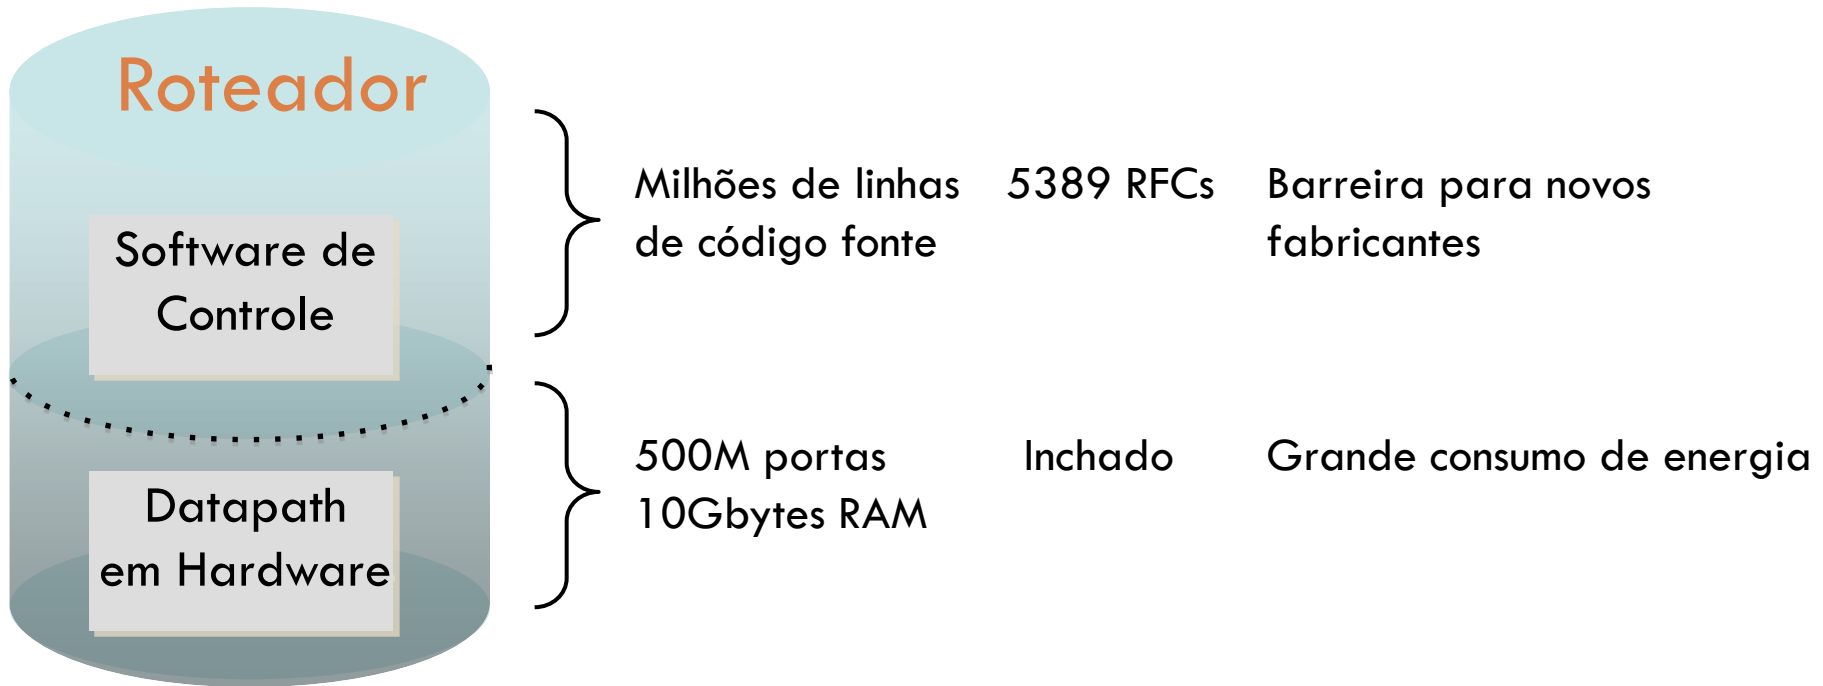 Roteador
Software de
Controle
Milhões de linhas
de código fonte
5389 RFCs
Barreira para novos
fabricantes
Datapath
em Hardware
500M portas
10Gbytes RAM
Inchado
Grande consumo de energia